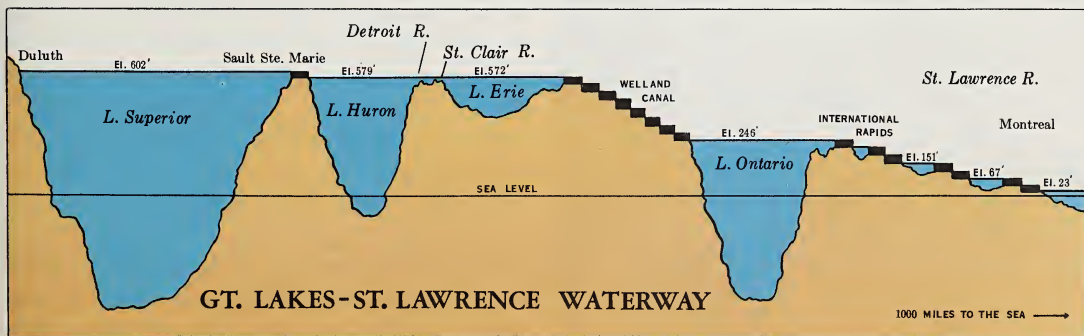 Detroit R.
St. Clair R.
Duluth
El. 602'
Sault Ste. Marie
El. 579'
El. 572'
L. Superior
L. Huron
L. Erie
WELLAND
CANAL
St. Lawrence R.
INTERNATIONAL
RAPIDS
Montreal
El. 246'
L. Ontario
El. 151'
El. 67'
El. 23'
SEA LEVEL
GT. LAKES-ST. LAWRENCE WATERWAY
1000 MILES TO THE SEA